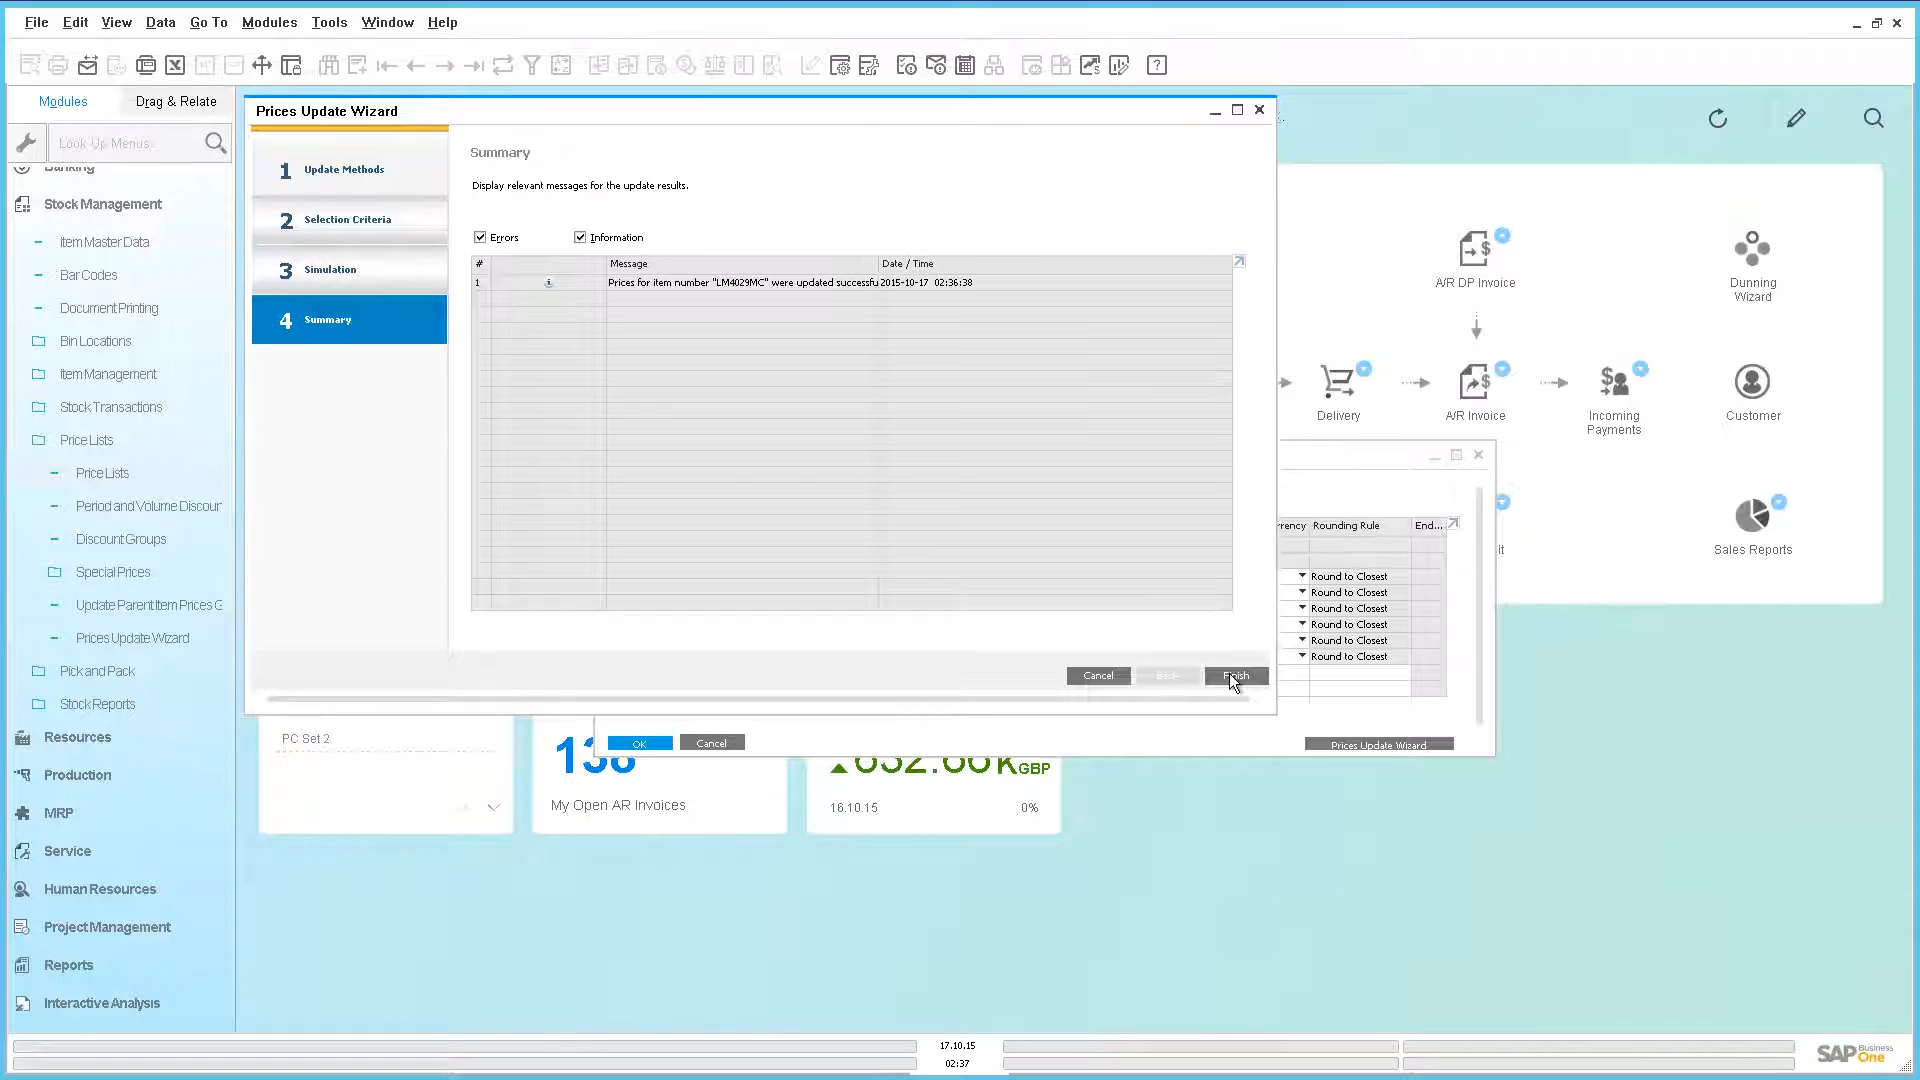 File Edit View Data Go To Modules Tools Window Help
Modules Drag & Relate
Look-Up Menus...
Banking
Stock Management
Item Master Data
Bar Codes
Document Printing
Bin Locations
Item Management
Stock Transactions
Price Lists
Price Lists
Period and Volume Discour
Discount Groups
Special Prices
Update Parent Item Prices G
Prices Update Wizard
Pick and Pack
Stock Reports
Resources
Production
MRP
Service
Human Resources
Project Management
Reports
Interactive Analysis
Prices Update Wizard
1 Update Methods
2 Selection Criteria
3 Simulation
4 Summary
Summary
Display relevant messages for the update results.
Errors Information
# Message Date / Time
1 Prices for item number "LM4029MC" were updated successfu 2015-10-17 02:36:38
Cancel Back Finish
A/R DP Invoice
Dunning
Wizard
Delivery
A/R Invoice
Incoming
Payments
Customer
it
Sales Reports
rrency Rounding Rule End...
Round to Closest
Round to Closest
Round to Closest
Round to Closest
Round to Closest
Round to Closest
OK Cancel Prices Update Wizard
PC Set 2
138
My Open AR Invoices
GBP
16.10.15 0%
17.10.15
02:37
SAP Business One